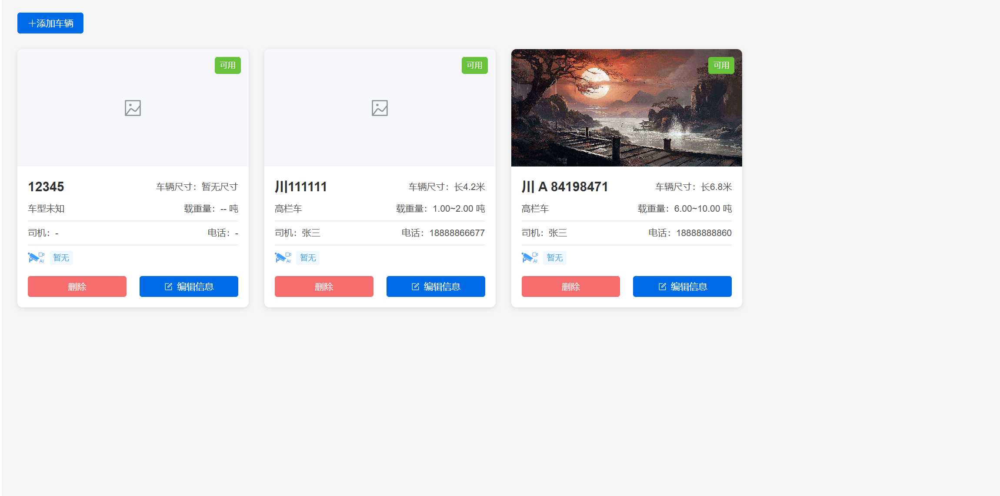 添加车辆
可用
12345 车辆尺寸：暂无尺寸
车型未知 载重量：-- 吨
司机：- 电话：-
AI 暂无
删除 编辑信息
可用
川111111 车辆尺寸：长4.2米
高栏车 载重量：1.00~2.00 吨
司机：张三 电话：18888866677
AI 暂无
删除 编辑信息
可用
川 A 84198471 车辆尺寸：长6.8米
高栏车 载重量：6.00~10.00 吨
司机：张三 电话：18888888860
AI 暂无
删除 编辑信息